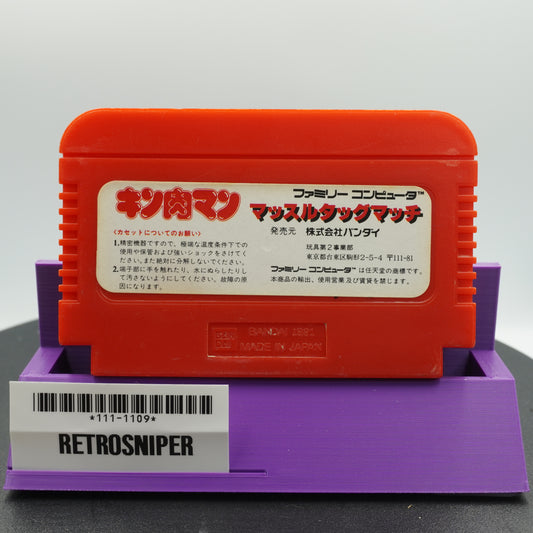 キン肉マン
ファミリー コンピュータ™
マッスルタッグマッチ
〈カセットについてのお願い〉
1.精密機器ですので、極端な温度条件下での使用や保管および強いショックをさけてください。また絶対に分解しないでください。
2.端子部に手を触れたり、水にぬらしたりして汚さないようにしてください。故障の原因になります。
発売元 株式会社バンダイ
玩具第2事業部
東京都台東区駒形2-5-4 〒111-81
ファミリー コンピュータ™ は任天堂の商標です。
本商品の輸出、使用営業及び賃貸を禁じます。
BANDAI 1991
MADE IN JAPAN
*111-1109*
RETROSNIPER